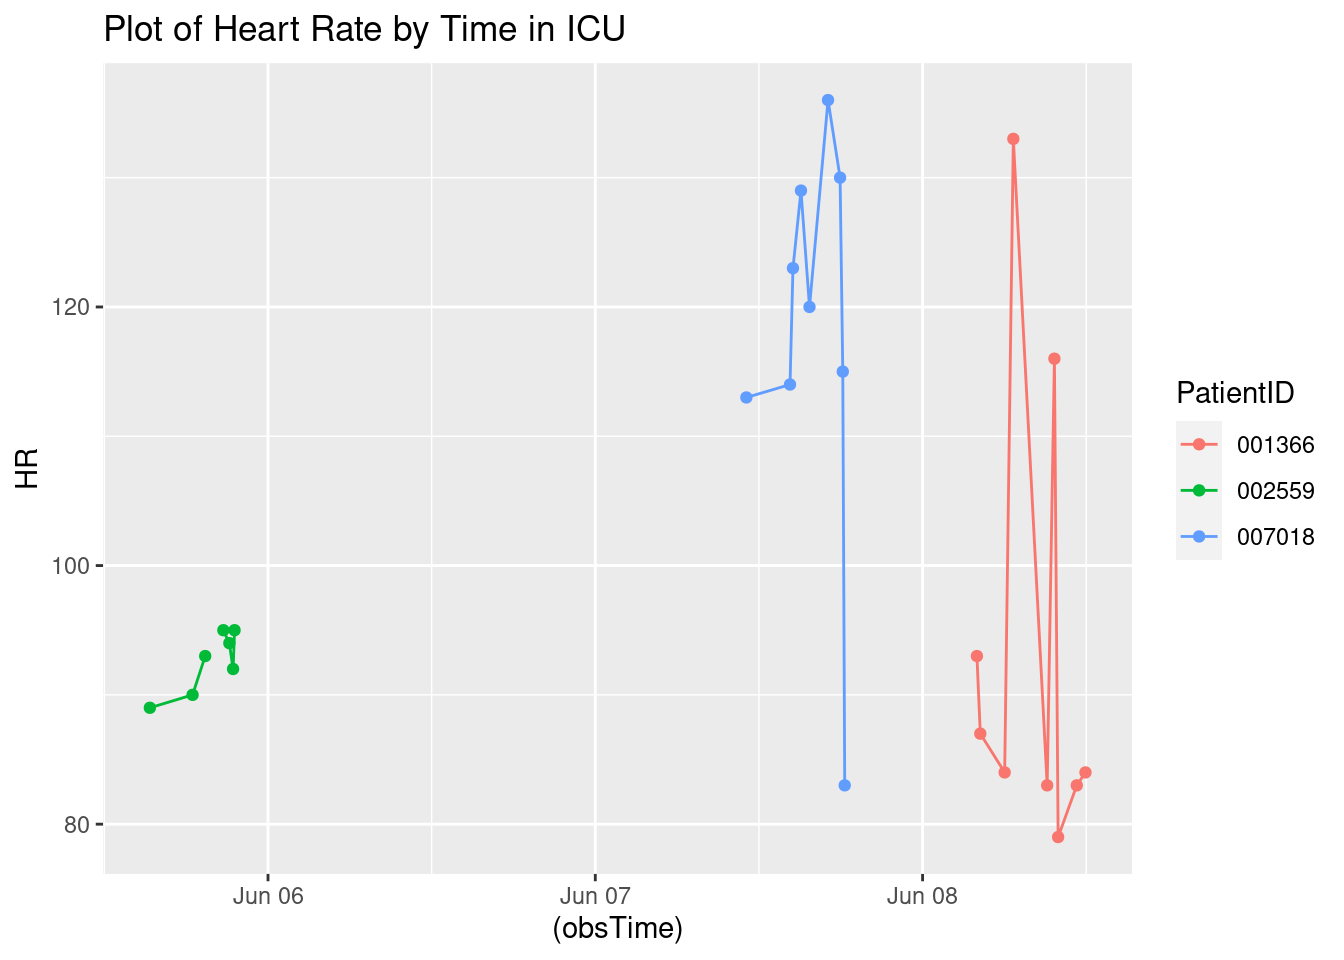 Plot of Heart Rate by Time in ICU
HR
120
100
80
Jun 06
Jun 07
Jun 08
(obsTime)
PatientID
001366
002559
007018